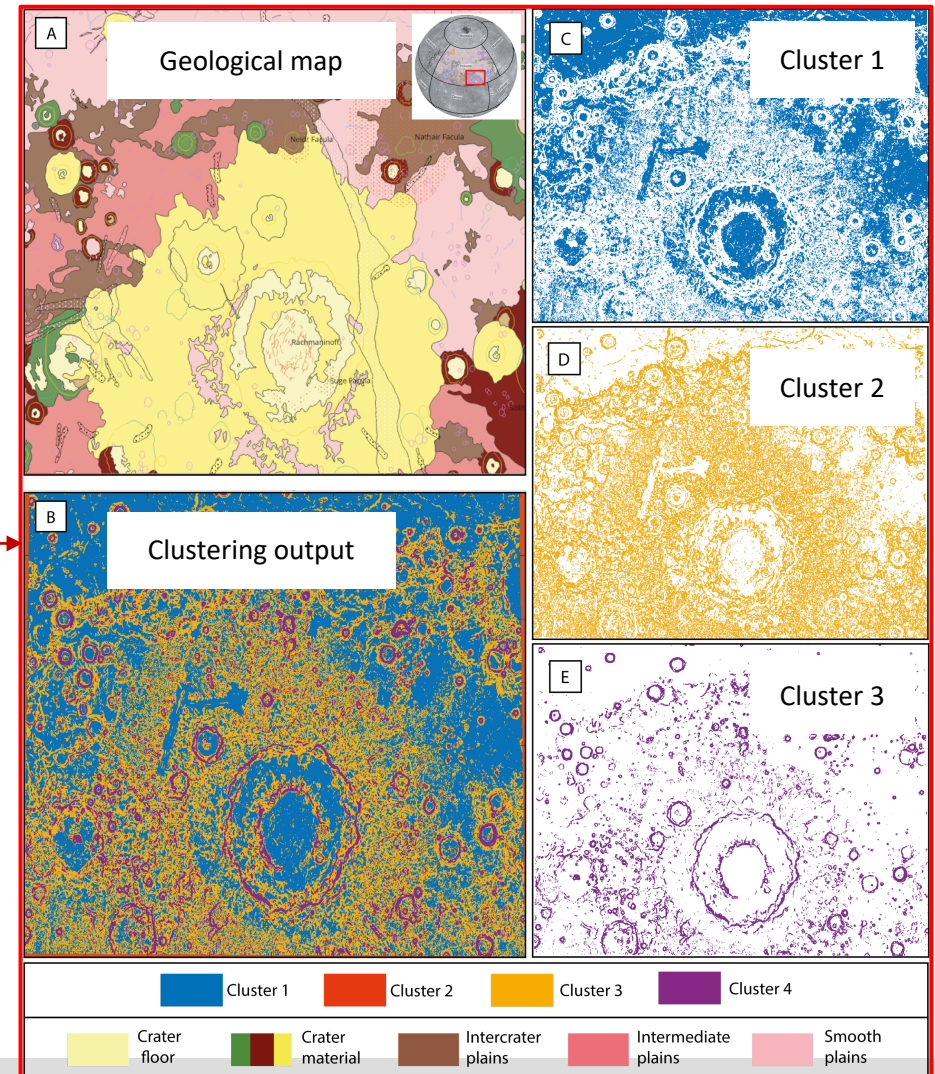 A
Geological map
Neidr Facula
Nathair Facula
Rachmaninoff
Suge Facula
C
Cluster 1
D
Cluster 2
B
Clustering output
E
Cluster 3
Cluster 1
Cluster 2
Cluster 3
Cluster 4
Crater
floor
Crater
material
Intercrater
plains
Intermediate
plains
Smooth
plains